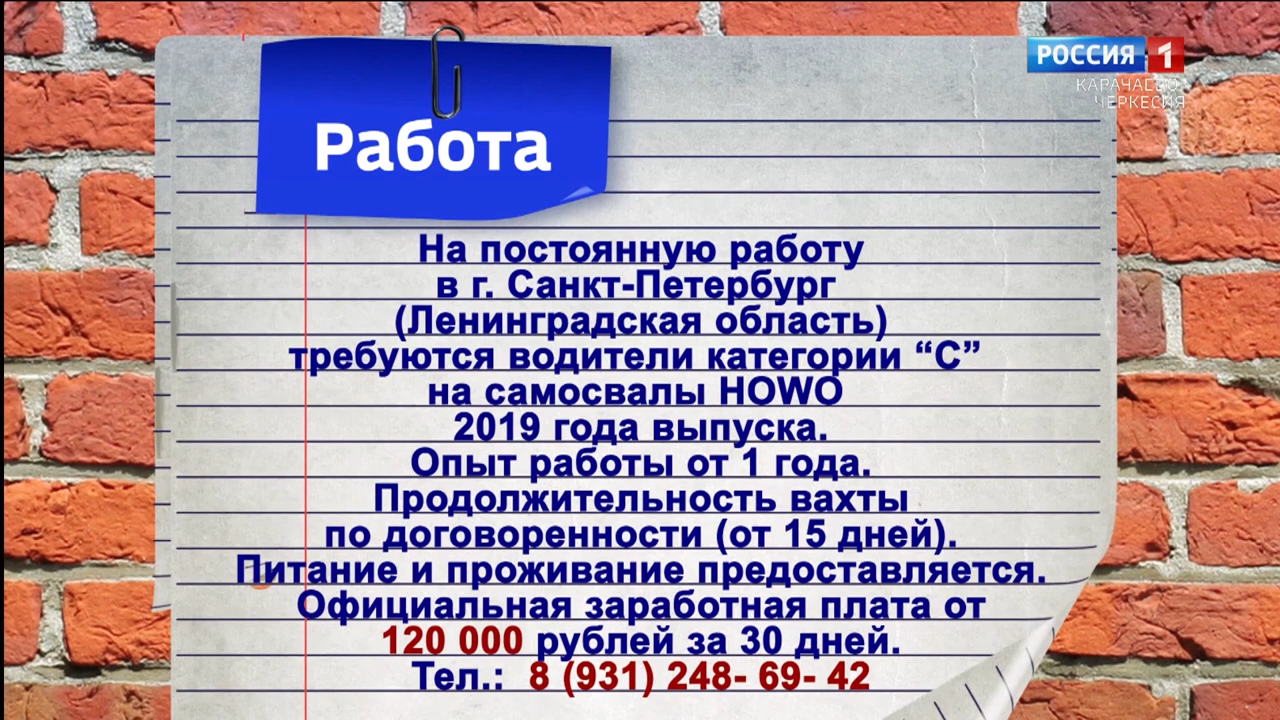 РОССИЯ 1
КАРАЧАЕВО
ЧЕРКЕСИЯ
Работа
На постоянную работу
в г. Санкт-Петербург
(Ленинградская область)
требуются водители категории “С”
на самосвалы HOWO
2019 года выпуска.
Опыт работы от 1 года.
Продолжительность вахты
по договоренности (от 15 дней).
Питание и проживание предоставляется.
Официальная заработная плата от
120 000 рублей за 30 дней.
Тел.: 8 (931) 248- 69- 42